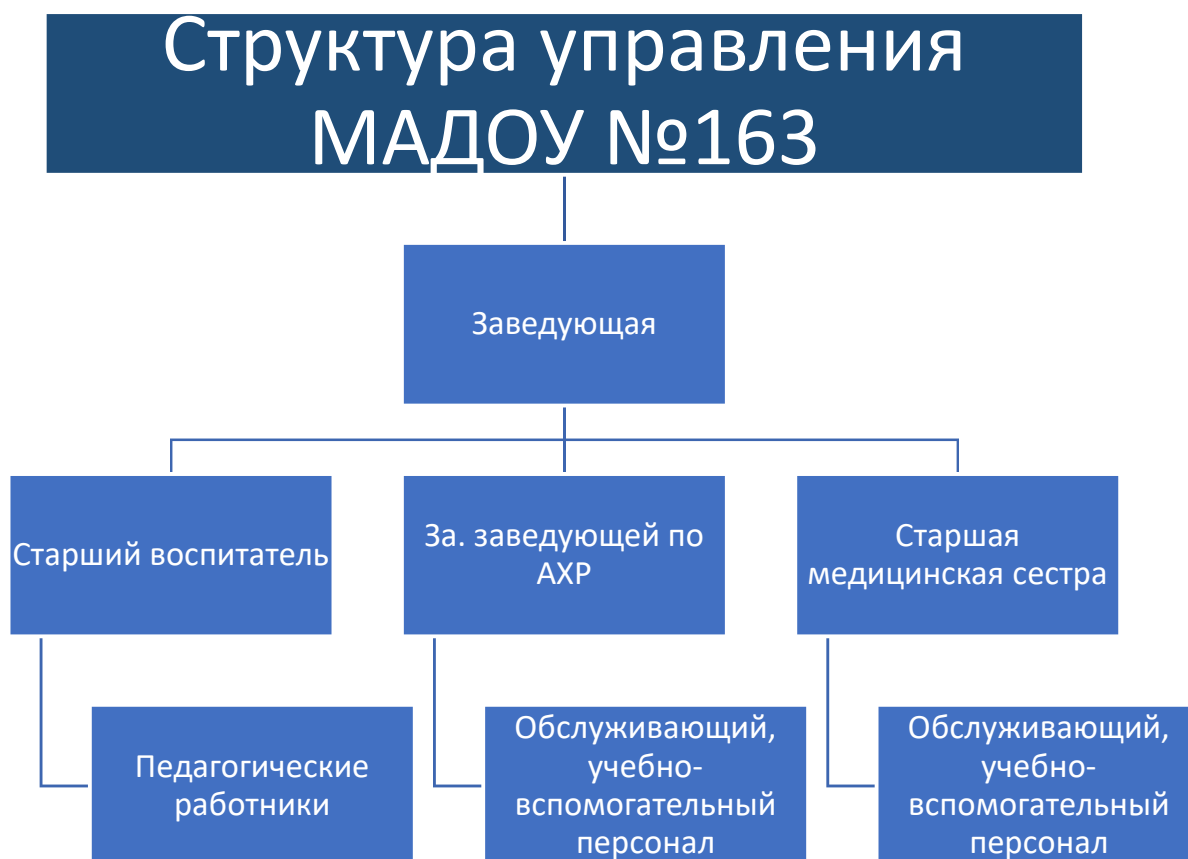 Структура управления
МАДОУ №163
Заведующая
Старший воспитатель
За. заведующей по
АХР
Старшая
медицинская сестра
Педагогические
работники
Обслуживающий,
учебно-
вспомогательный
персонал
Обслуживающий,
учебно-
вспомогательный
персонал